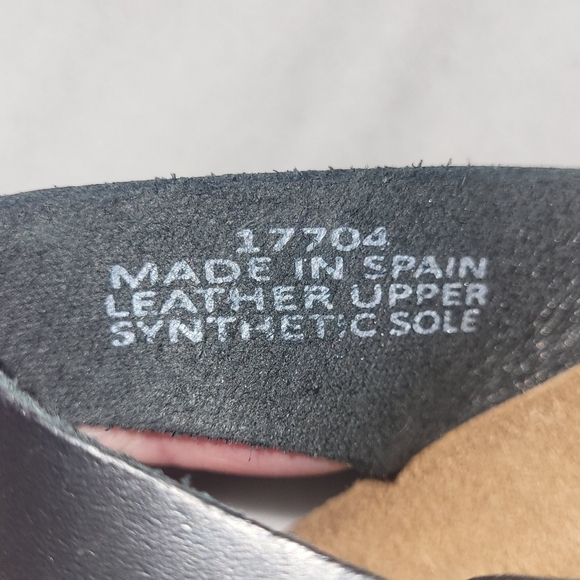 17704
MADE IN SPAIN
LEATHER UPPER
SYNTHETIC SOLE